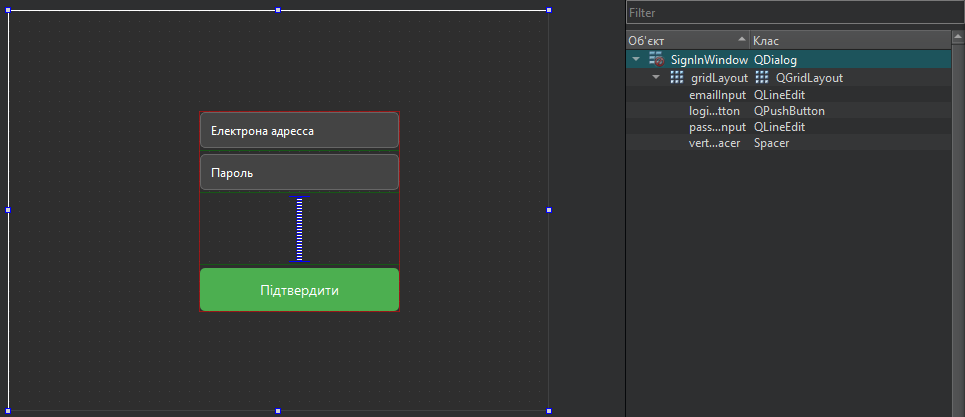 Filter
Об'єкт Клас
SignInWindow QDialog
gridLayout QGridLayout
emailInput QLineEdit
logi...tton QPushButton
pass...nput QLineEdit
vert...acer Spacer
Електрона адресса
Пароль
Підтвердити